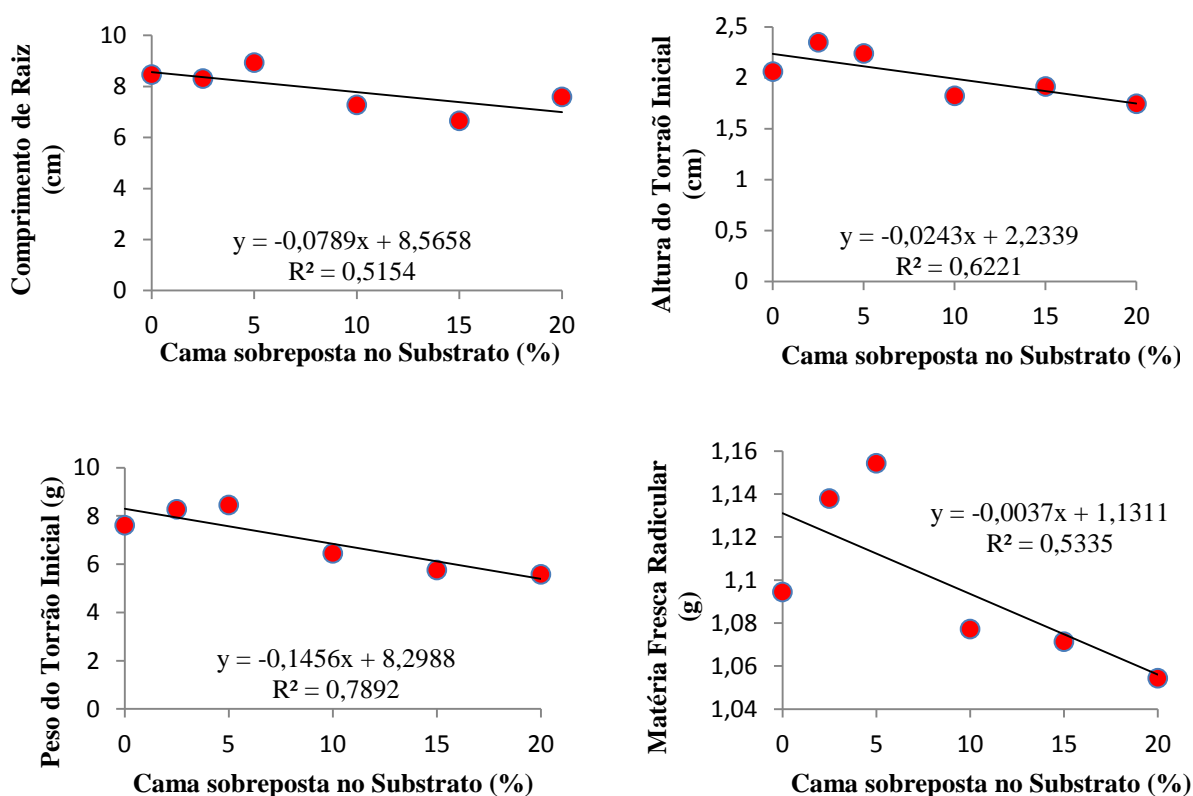 Comprimento de Raiz
(cm)
10
8
6
4
2
0
y = -0,0789x + 8,5658
R² = 0,5154
0 5 10 15 20
Cama sobreposta no Substrato (%)
Altura do Torraõ Inicial
(cm)
2,5
2
1,5
1
0,5
0
y = -0,0243x + 2,2339
R² = 0,6221
0 5 10 15 20
Cama sobreposta no Substrato (%)
Peso do Torrão Inicial (g)
10
8
6
4
2
0
y = -0,1456x + 8,2988
R² = 0,7892
0 5 10 15 20
Cama sobreposta no Substrato (%)
Matéria Fresca Radicular
(g)
1,16
1,14
1,12
1,1
1,08
1,06
1,04
y = -0,0037x + 1,1311
R² = 0,5335
0 5 10 15 20
Cama sobreposta no Substrato (%)